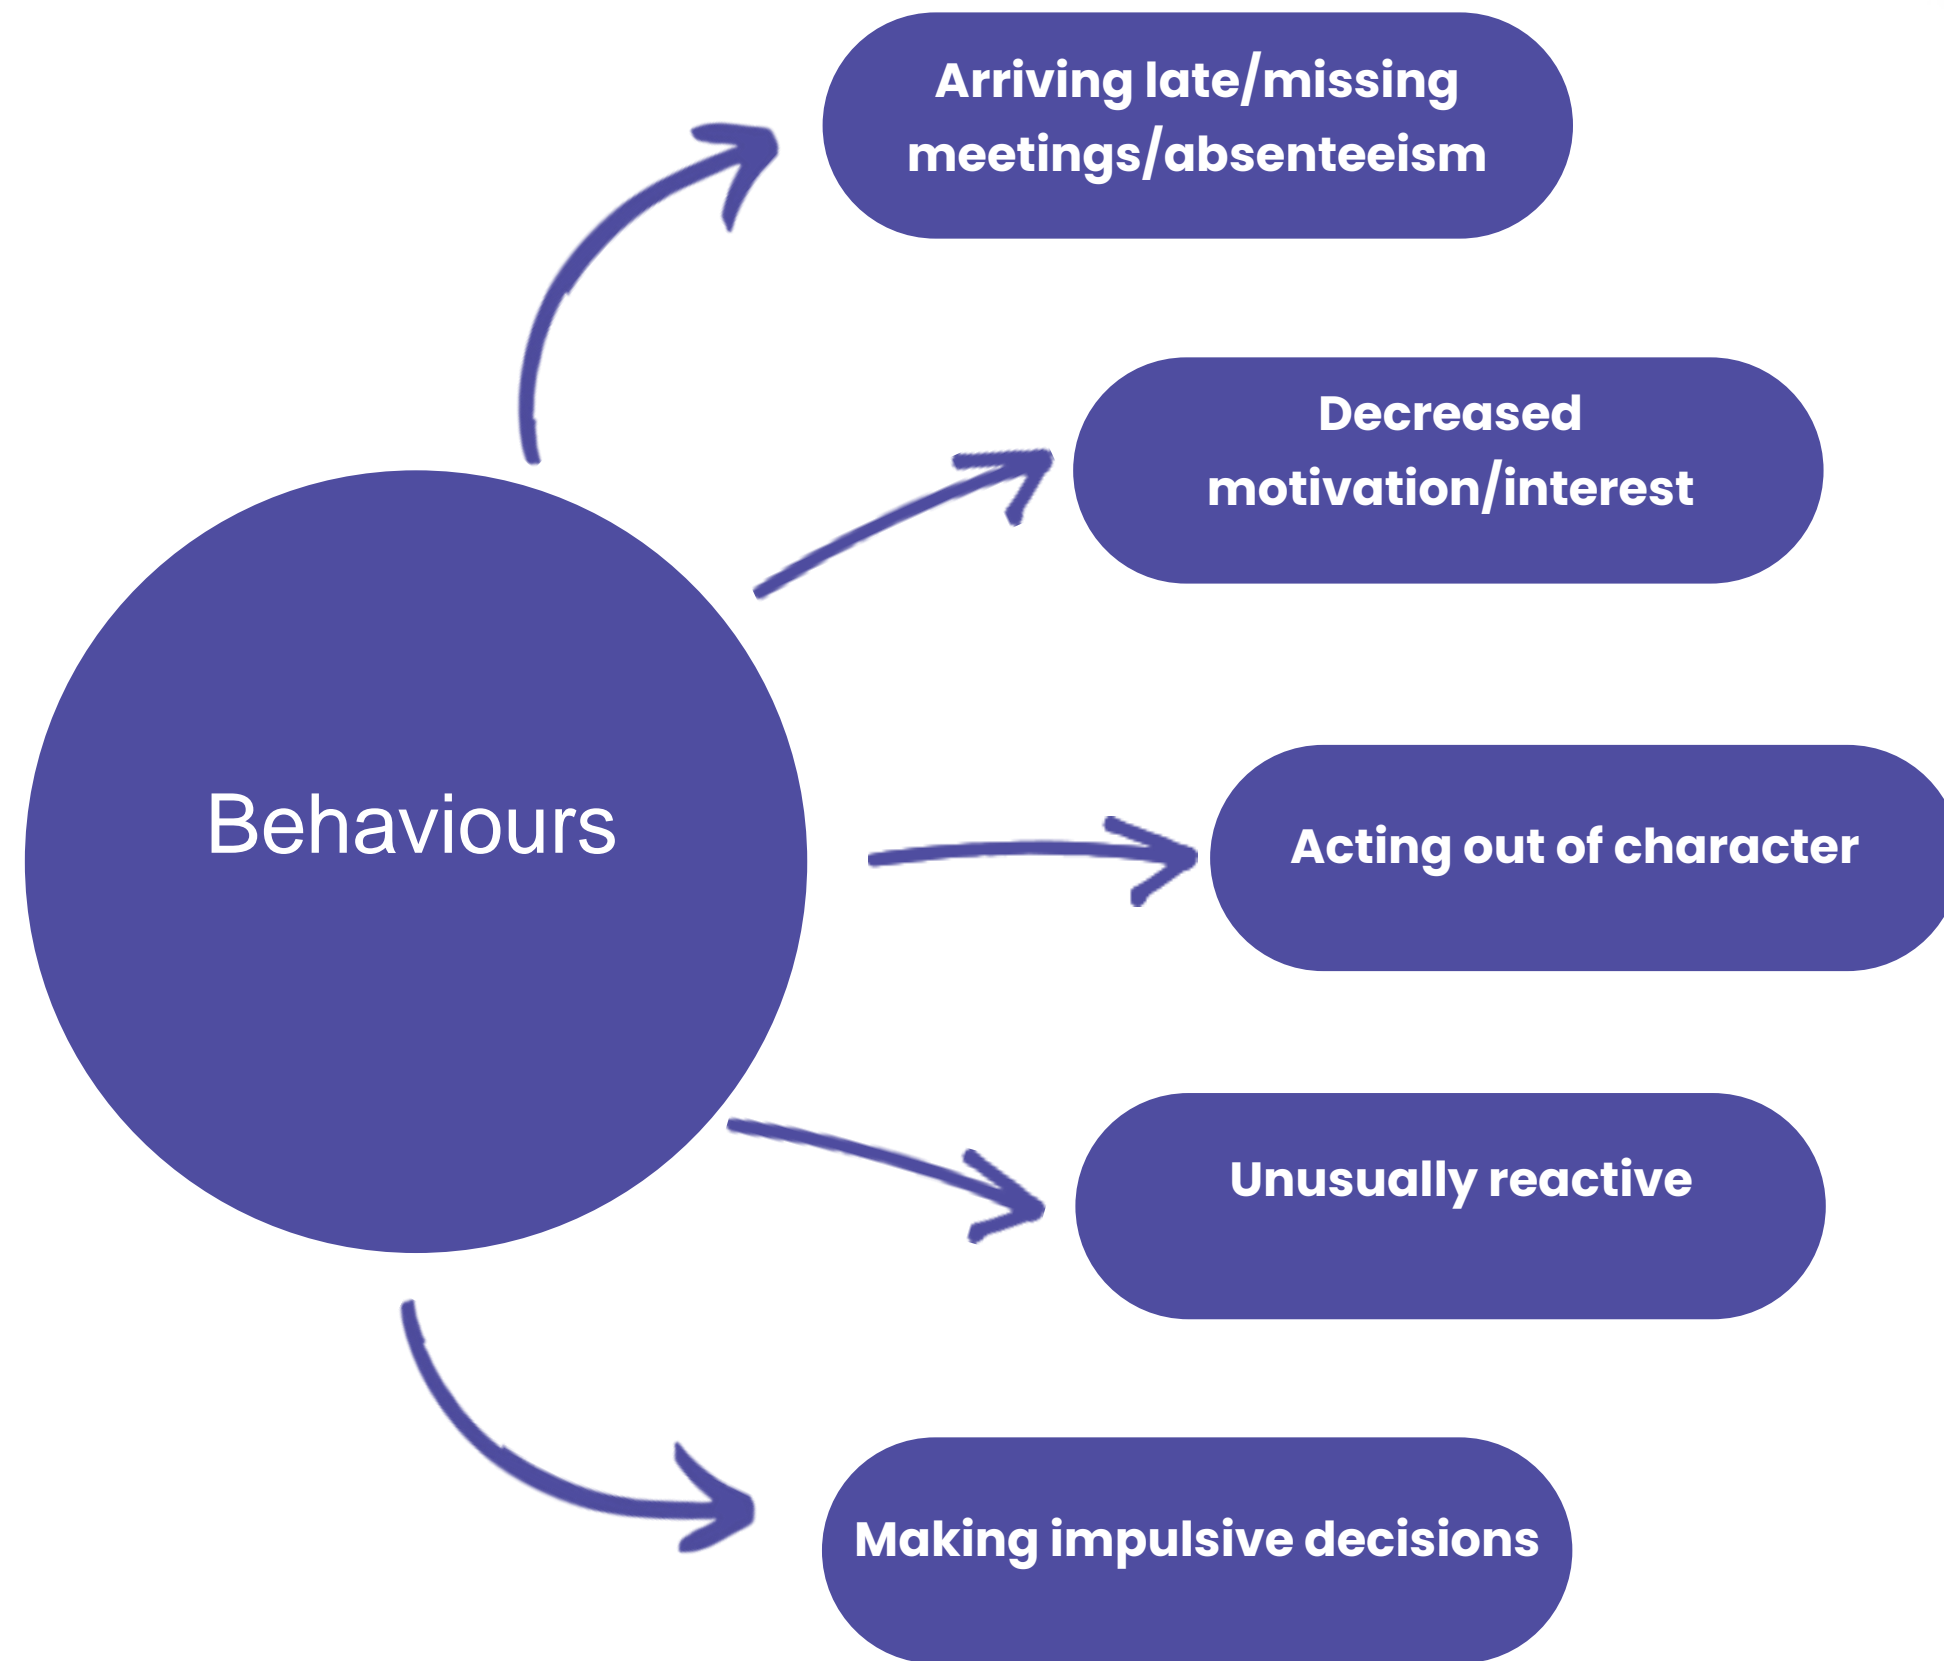 Arriving late/missing
meetings/absenteeism
Decreased
motivation/interest
Behaviours
Acting out of character
Unusually reactive
Making impulsive decisions